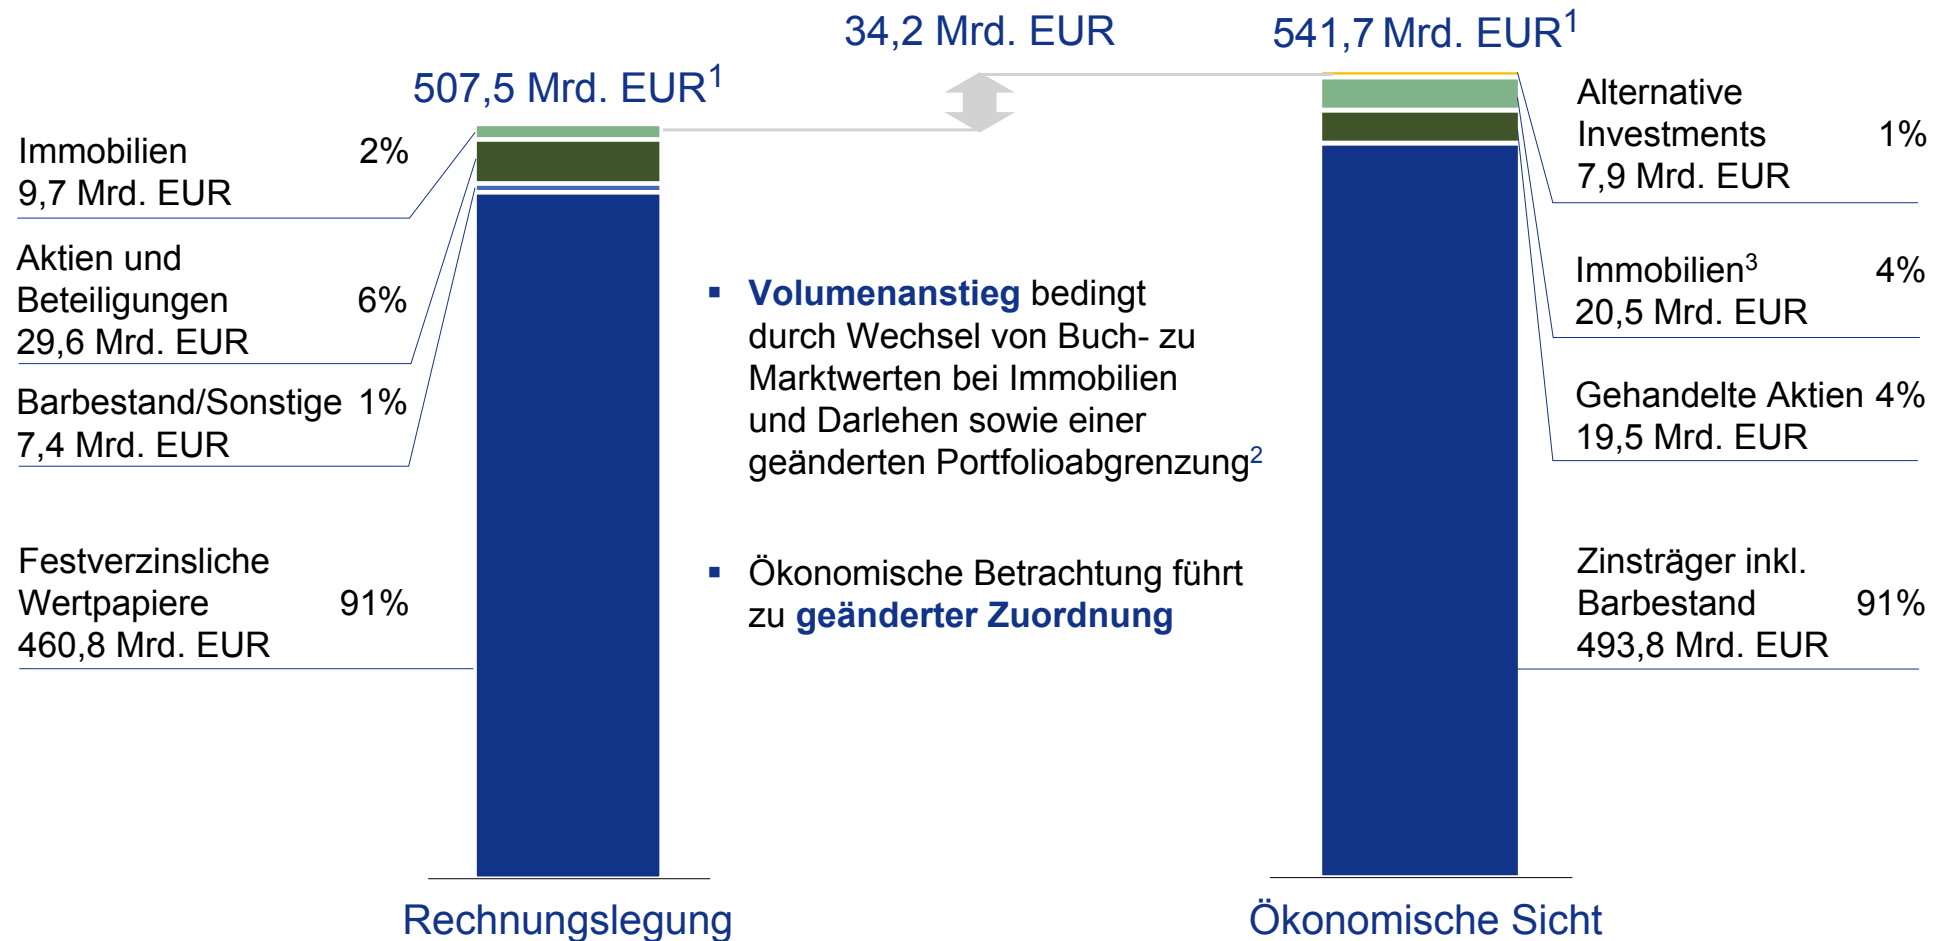 34,2 Mrd. EUR
507,5 Mrd. EUR¹
541,7 Mrd. EUR¹
Immobilien 2%
9,7 Mrd. EUR
Aktien und
Beteiligungen 6%
29,6 Mrd. EUR
Barbestand/Sonstige 1%
7,4 Mrd. EUR
Festverzinsliche
Wertpapiere 91%
460,8 Mrd. EUR
▪ Volumenanstieg bedingt
durch Wechsel von Buch- zu
Marktwerten bei Immobilien
und Darlehen sowie einer
geänderten Portfolioabgrenzung²
▪ Ökonomische Betrachtung führt
zu geänderter Zuordnung
Alternative
Investments 1%
7,9 Mrd. EUR
Immobilien³ 4%
20,5 Mrd. EUR
Gehandelte Aktien 4%
19,5 Mrd. EUR
Zinsträger inkl.
Barbestand 91%
493,8 Mrd. EUR
Rechnungslegung
Ökonomische Sicht